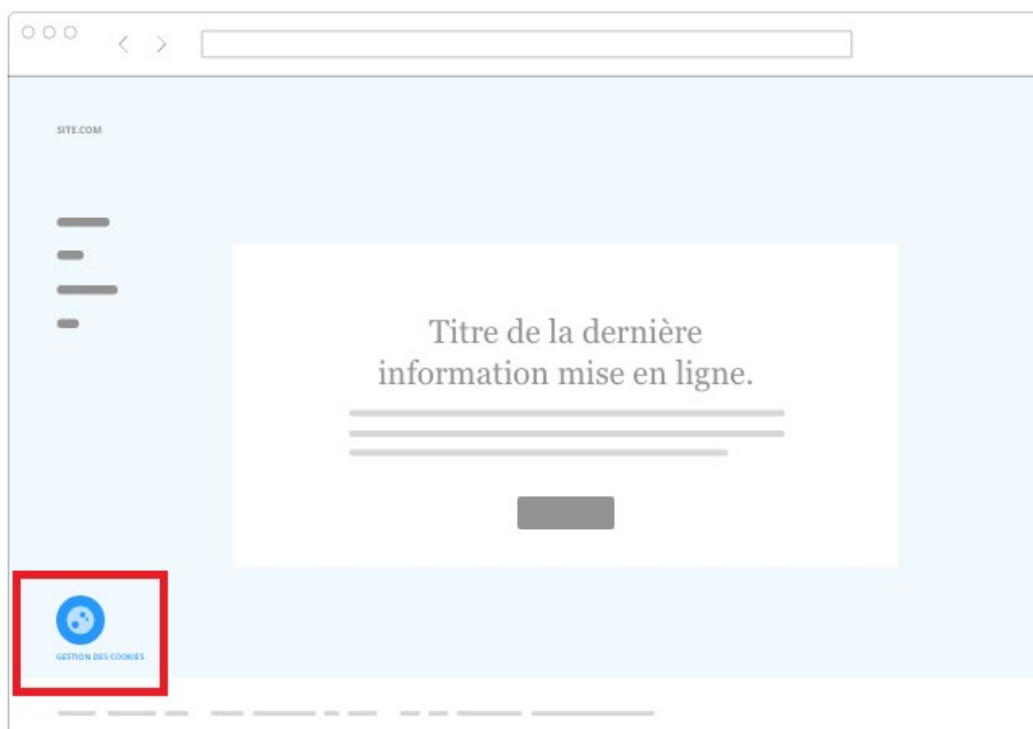 SITE.COM
Titre de la dernière
information mise en ligne.
GESTION DES COOKIES